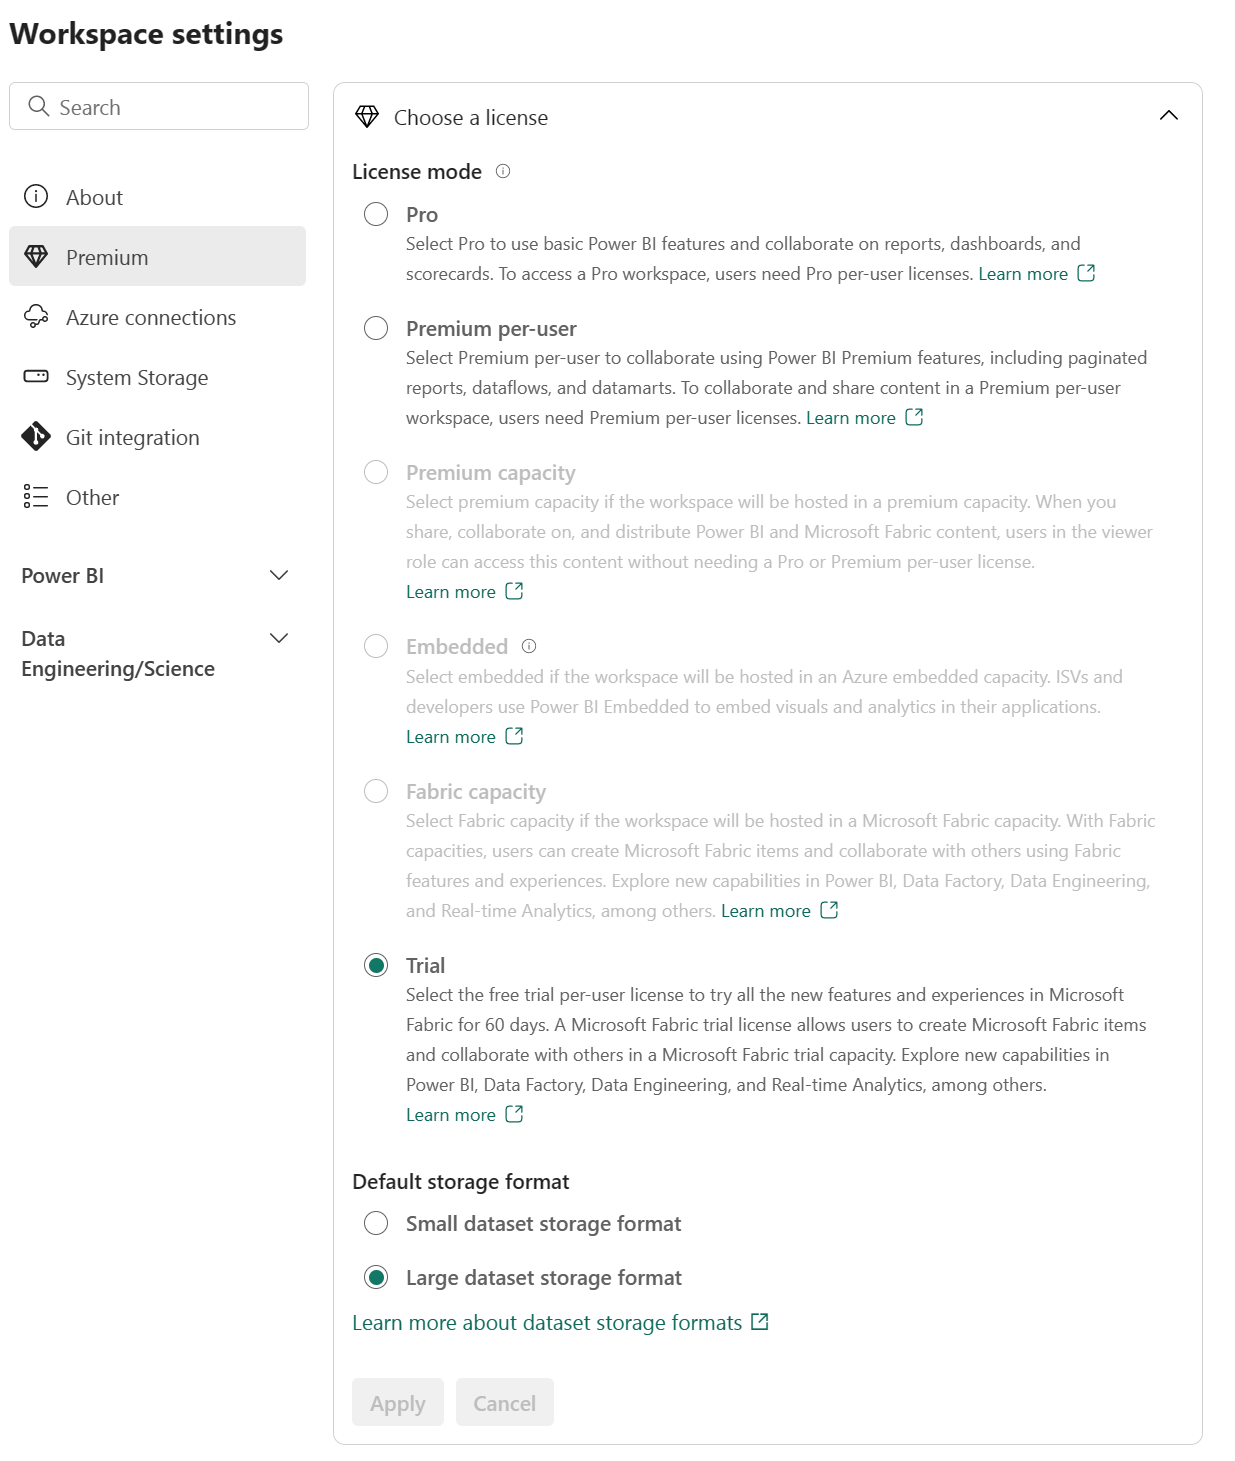 Workspace settings
Search
About
Premium
Azure connections
System Storage
Git integration
Other
Power BI
Data
Engineering/Science
Choose a license
License mode
Pro
Select Pro to use basic Power BI features and collaborate on reports, dashboards, and
scorecards. To access a Pro workspace, users need Pro per-user licenses. Learn more
Premium per-user
Select Premium per-user to collaborate using Power BI Premium features, including paginated
reports, dataflows, and datamarts. To collaborate and share content in a Premium per-user
workspace, users need Premium per-user licenses. Learn more
Premium capacity
Select premium capacity if the workspace will be hosted in a premium capacity. When you
share, collaborate on, and distribute Power BI and Microsoft Fabric content, users in the viewer
role can access this content without needing a Pro or Premium per-user license.
Learn more
Embedded
Select embedded if the workspace will be hosted in an Azure embedded capacity. ISVs and
developers use Power BI Embedded to embed visuals and analytics in their applications.
Learn more
Fabric capacity
Select Fabric capacity if the workspace will be hosted in a Microsoft Fabric capacity. With Fabric
capacities, users can create Microsoft Fabric items and collaborate with others using Fabric
features and experiences. Explore new capabilities in Power BI, Data Factory, Data Engineering,
and Real-time Analytics, among others. Learn more
Trial
Select the free trial per-user license to try all the new features and experiences in Microsoft
Fabric for 60 days. A Microsoft Fabric trial license allows users to create Microsoft Fabric items
and collaborate with others in a Microsoft Fabric trial capacity. Explore new capabilities in
Power BI, Data Factory, Data Engineering, and Real-time Analytics, among others.
Learn more
Default storage format
Small dataset storage format
Large dataset storage format
Learn more about dataset storage formats
Apply Cancel